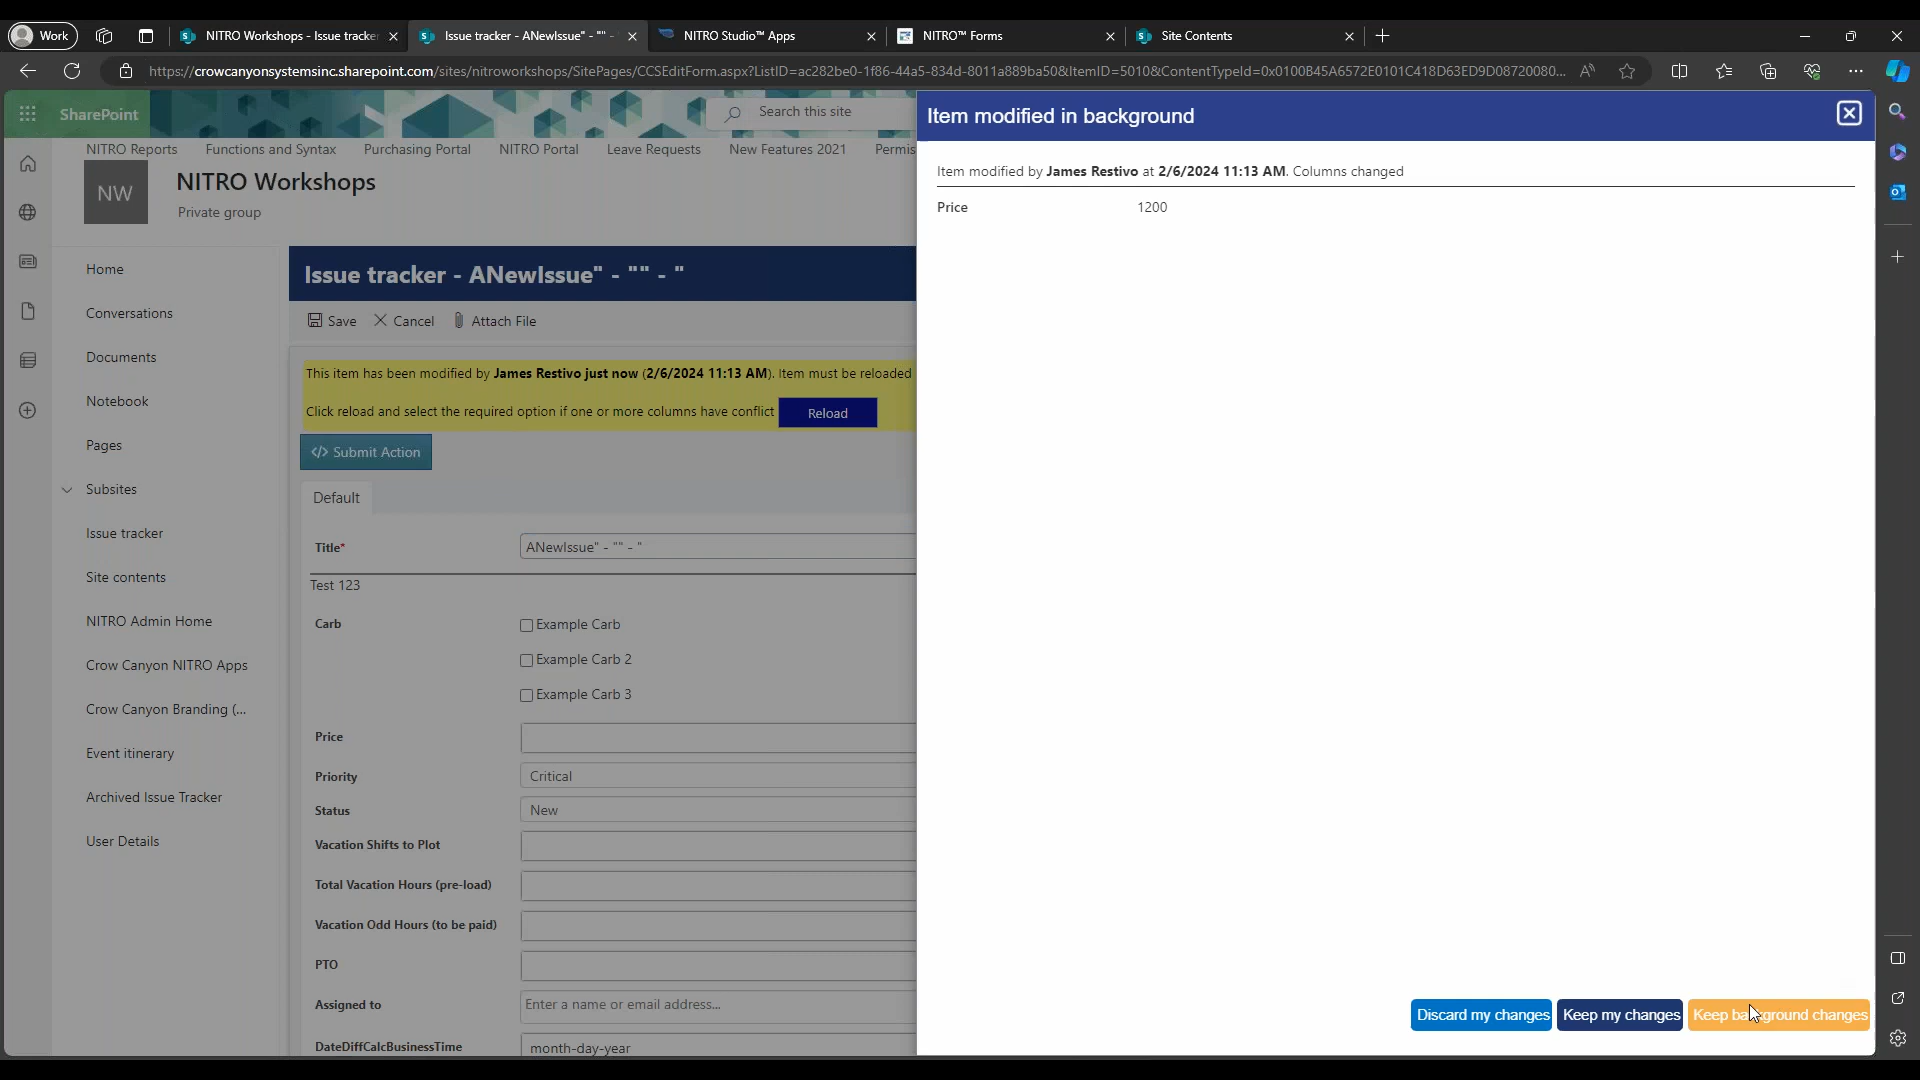 Work
NITRO Workshops - Issue tracke
Issue tracker - ANewIssue" - "" -
NITRO Studio™ Apps
NITRO™ Forms
Site Contents
https://crowcanyonsystemsinc.sharepoint.com/sites/nitroworkshops/SitePages/CCSEditForm.aspx?ListID=ac282be0-1f86-44a5-834d-8011a889ba50&ItemID=5010&ContentTypeId=0x0100B45A6572E0101C418D63ED9D08720080...
SharePoint
Search this site
NITRO Reports Functions and Syntax Purchasing Portal NITRO Portal Leave Requests New Features 2021 Permis
NW
NITRO Workshops
Private group
Home
Conversations
Documents
Notebook
Pages
Subsites
Issue tracker
Site contents
NITRO Admin Home
Crow Canyon NITRO Apps
Crow Canyon Branding (...
Event itinerary
Archived Issue Tracker
User Details
Issue tracker - ANewIssue" - "" - "
Save Cancel Attach File
This item has been modified by James Restivo just now (2/6/2024 11:13 AM). Item must be reloaded
Click reload and select the required option if one or more columns have conflict Reload
</> Submit Action
Default
Title* ANewIssue" - "" - "
Test 123
Carb Example Carb
Example Carb 2
Example Carb 3
Price
Priority Critical
Status New
Vacation Shifts to Plot
Total Vacation Hours (pre-load)
Vacation Odd Hours (to be paid)
PTO
Assigned to Enter a name or email address...
DateDiffCalcBusinessTime month-day-year
Item modified in background
Item modified by James Restivo at 2/6/2024 11:13 AM. Columns changed
Price 1200
Discard my changes Keep my changes Keep background changes